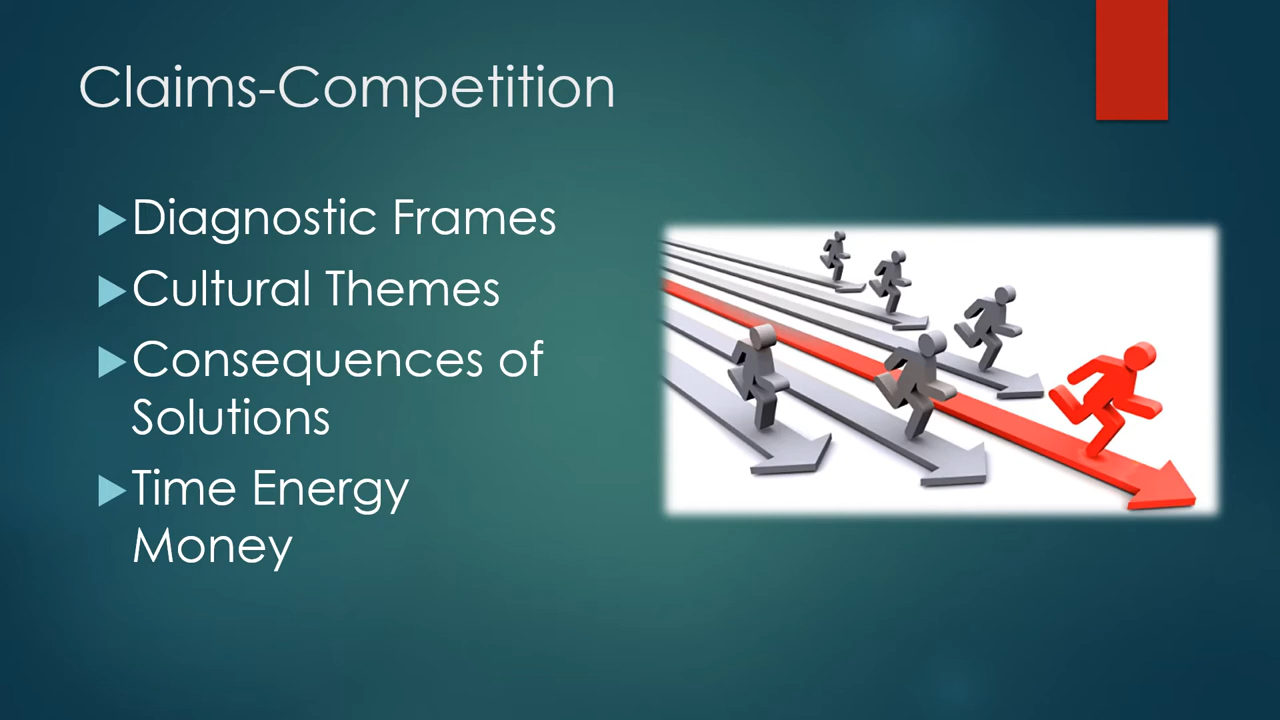 Claims-Competition
Diagnostic Frames
Cultural Themes
Consequences of
Solutions
Time Energy
Money